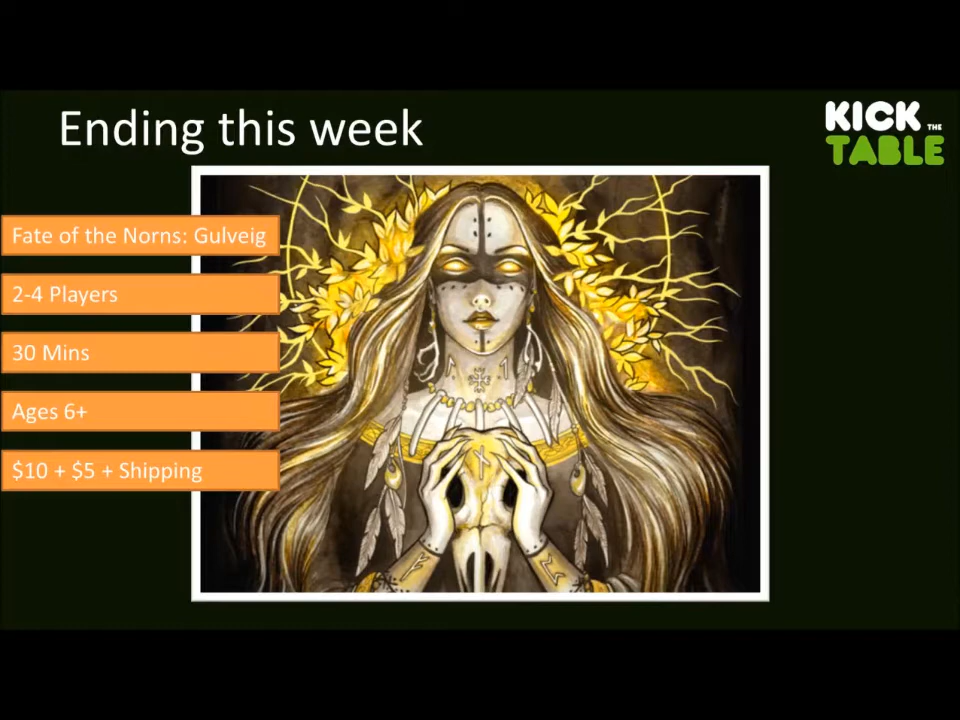 Ending this week
KICK THE
TABLE
Fate of the Norns: Gulveig
2-4 Players
30 Mins
Ages 6+
$10 + $5 + Shipping